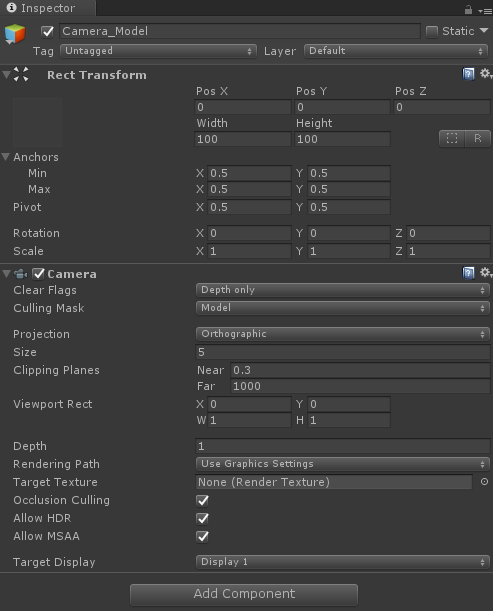 Inspector
Camera_Model Static
Tag Untagged Layer Default
Rect Transform
Pos X Pos Y Pos Z
0 0 0
Width Height
100 100 R
Anchors
Min X 0.5 Y 0.5
Max X 0.5 Y 0.5
Pivot X 0.5 Y 0.5
Rotation X 0 Y 0 Z 0
Scale X 1 Y 1 Z 1
Camera
Clear Flags Depth only
Culling Mask Model
Projection Orthographic
Size 5
Clipping Planes Near 0.3
Far 1000
Viewport Rect X 0 Y 0
W 1 H 1
Depth 1
Rendering Path Use Graphics Settings
Target Texture None (Render Texture)
Occlusion Culling
Allow HDR
Allow MSAA
Target Display Display 1
Add Component